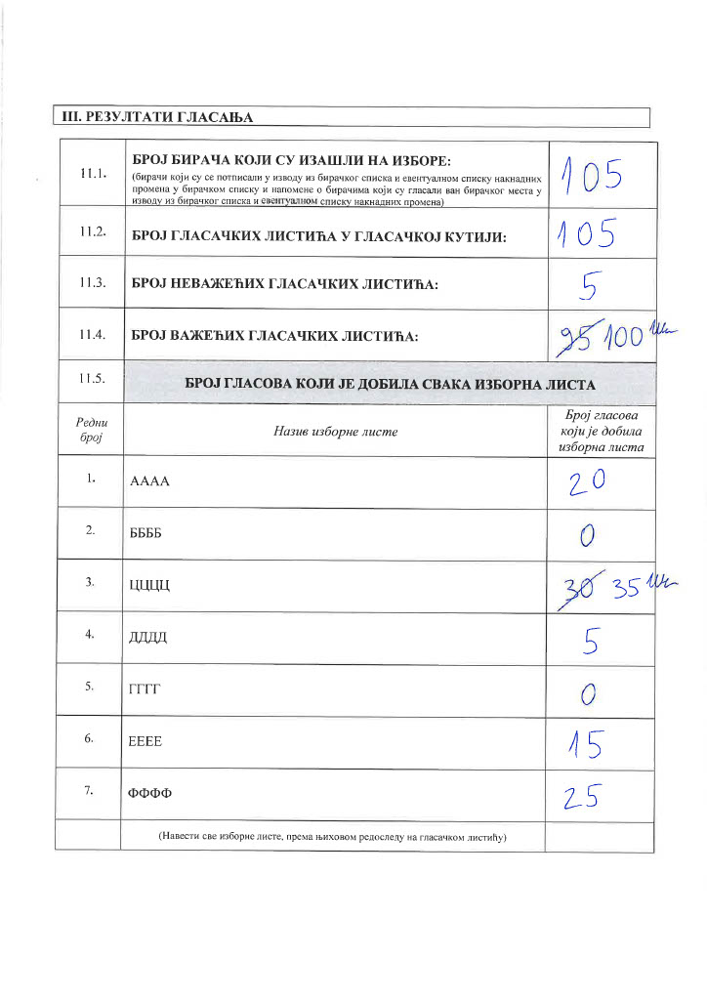 III. РЕЗУЛТАТИ ГЛАСАЊА
11.1. БРОЈ БИРАЧА КОЈИ СУ ИЗАШЛИ НА ИЗБОРЕ: 105
(бирачи који су се потписали у изводу из бирачког списка и евентуалном списку накнадних
промена у бирачком списку и напомене о бирачима који су гласали ван бирачког места у
изводу из бирачког списка и евентуалном списку накнадних промена)
11.2. БРОЈ ГЛАСАЧКИХ ЛИСТИЋА У ГЛАСАЧКОЈ КУТИЈИ: 105
11.3. БРОЈ НЕВАЖЕЋИХ ГЛАСАЧКИХ ЛИСТИЋА: 5
11.4. БРОЈ ВАЖЕЋИХ ГЛАСАЧКИХ ЛИСТИЋА: 95 100
11.5. БРОЈ ГЛАСОВА КОЈИ ЈЕ ДОБИЛА СВАКА ИЗБОРНА ЛИСТА
Редни
број
Назив изборне листе
Број гласова
који је добила
изборна листа
1. АААА 20
2. ББББ 0
3. ЦЦЦЦ 30 35
4. ДДДД 5
5. ГГГГ 0
6. ЕЕЕЕ 15
7. ФФФФ 25
(Навести све изборне листе, према њиховом редоследу на гласачком листићу)